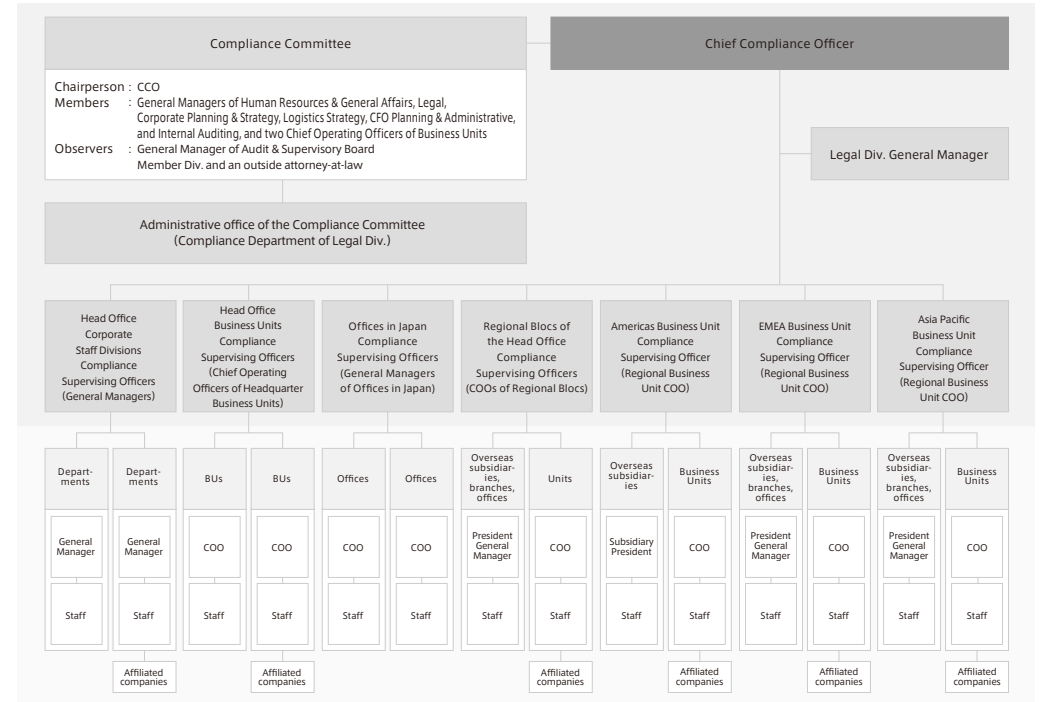 Compliance Committee
Chief Compliance Officer
Chairperson : CCO
Members : General Managers of Human Resources & General Affairs, Legal,
Corporate Planning & Strategy, Logistics Strategy, CFO Planning & Administrative,
and Internal Auditing, and two Chief Operating Officers of Business Units
Observers : General Manager of Audit & Supervisory Board
Member Div. and an outside attorney-at-law
Legal Div. General Manager
Administrative office of the Compliance Committee
(Compliance Department of Legal Div.)
Head Office
Corporate
Staff Divisions
Compliance
Supervising Officers
(General Managers)
Head Office
Business Units
Compliance
Supervising Officers
(Chief Operating
Officers of Headquarter
Business Units)
Offices in Japan
Compliance
Supervising Officers
(General Managers
of Offices in Japan)
Regional Blocs of
the Head Office
Compliance
Supervising Officers
(COOs of Regional Blocs)
Americas Business Unit
Compliance
Supervising Officer
(Regional Business
Unit COO)
EMEA Business Unit
Compliance
Supervising Officer
(Regional Business
Unit COO)
Asia Pacific
Business Unit
Compliance
Supervising Officer
(Regional Business
Unit COO)
Depart-
ments
General
Manager
Staff
Depart-
ments
General
Manager
Staff
Affiliated
companies
BUs
COO
Staff
BUs
COO
Staff
Affiliated
companies
Offices
COO
Staff
Offices
COO
Staff
Overseas
subsidiar-
ies,
branches,
offices
President
General
Manager
Staff
Units
COO
Staff
Affiliated
companies
Overseas
subsidiar-
ies
Subsidiary
President
Staff
Business
Units
COO
Staff
Affiliated
companies
Overseas
subsidiar-
ies,
branches,
offices
President
General
Manager
Staff
Business
Units
COO
Staff
Affiliated
companies
Overseas
subsidiar-
ies,
branches,
offices
President
General
Manager
Staff
Business
Units
COO
Staff
Affiliated
companies